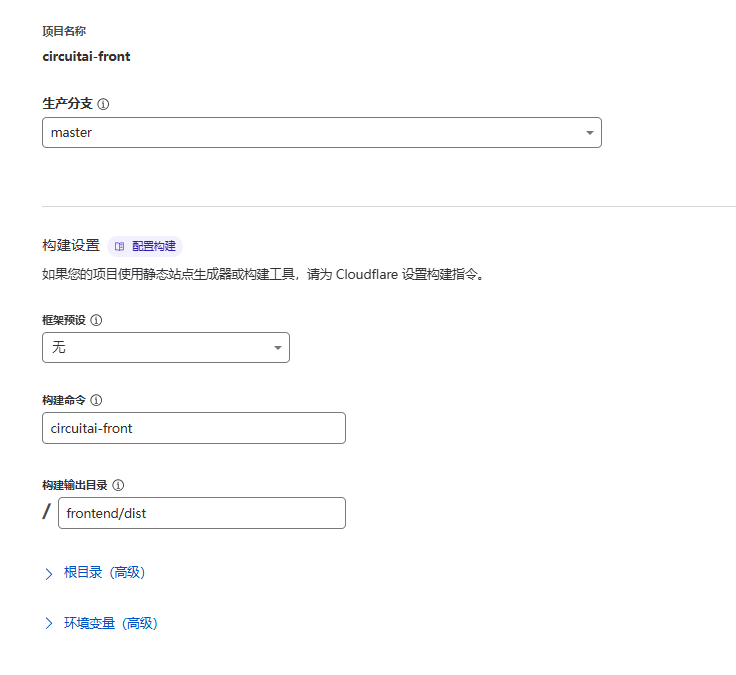 项目名称
circuitai-front
生产分支
master
构建设置 配置构建
如果您的项目使用静态站点生成器或构建工具，请为 Cloudflare 设置构建指令。
框架预设
无
构建命令
circuitai-front
构建输出目录
/ frontend/dist
根目录（高级）
环境变量（高级）